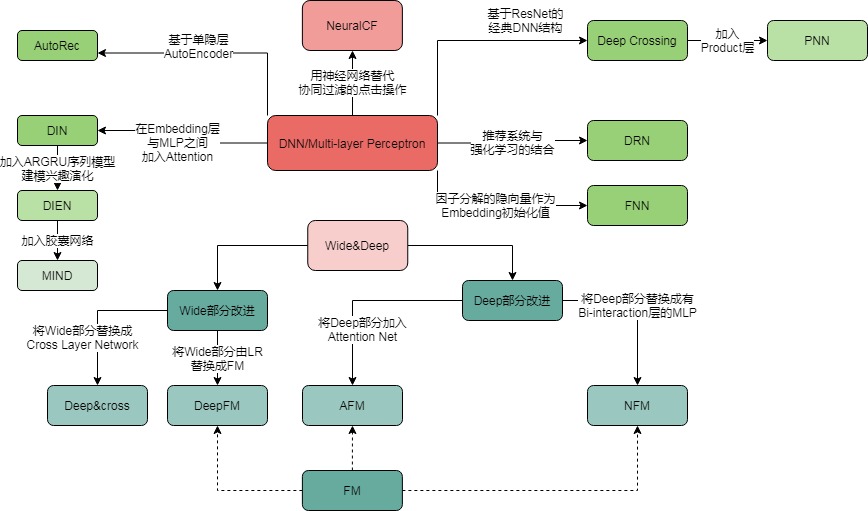 NeuralCF
基于ResNet的
经典DNN结构
AutoRec
基于单隐层
AutoEncoder
Deep Crossing
加入
Product层
PNN
用神经网络替代
协同过滤的点击操作
DIN
在Embedding层
与MLP之间
加入Attention
DNN/Multi-layer Perceptron
推荐系统与
强化学习的结合
DRN
加入ARGRU序列模型
建模兴趣演化
DIEN
因子分解的隐向量作为
Embedding初始化值
FNN
加入胶囊网络
MIND
Wide&Deep
Wide部分改进
Deep部分改进
将Deep部分替换成有
Bi-interaction层的MLP
将Wide部分替换成
Cross Layer Network
将Wide部分由LR
替换成FM
将Deep部分加入
Attention Net
Deep&cross
DeepFM
AFM
NFM
FM